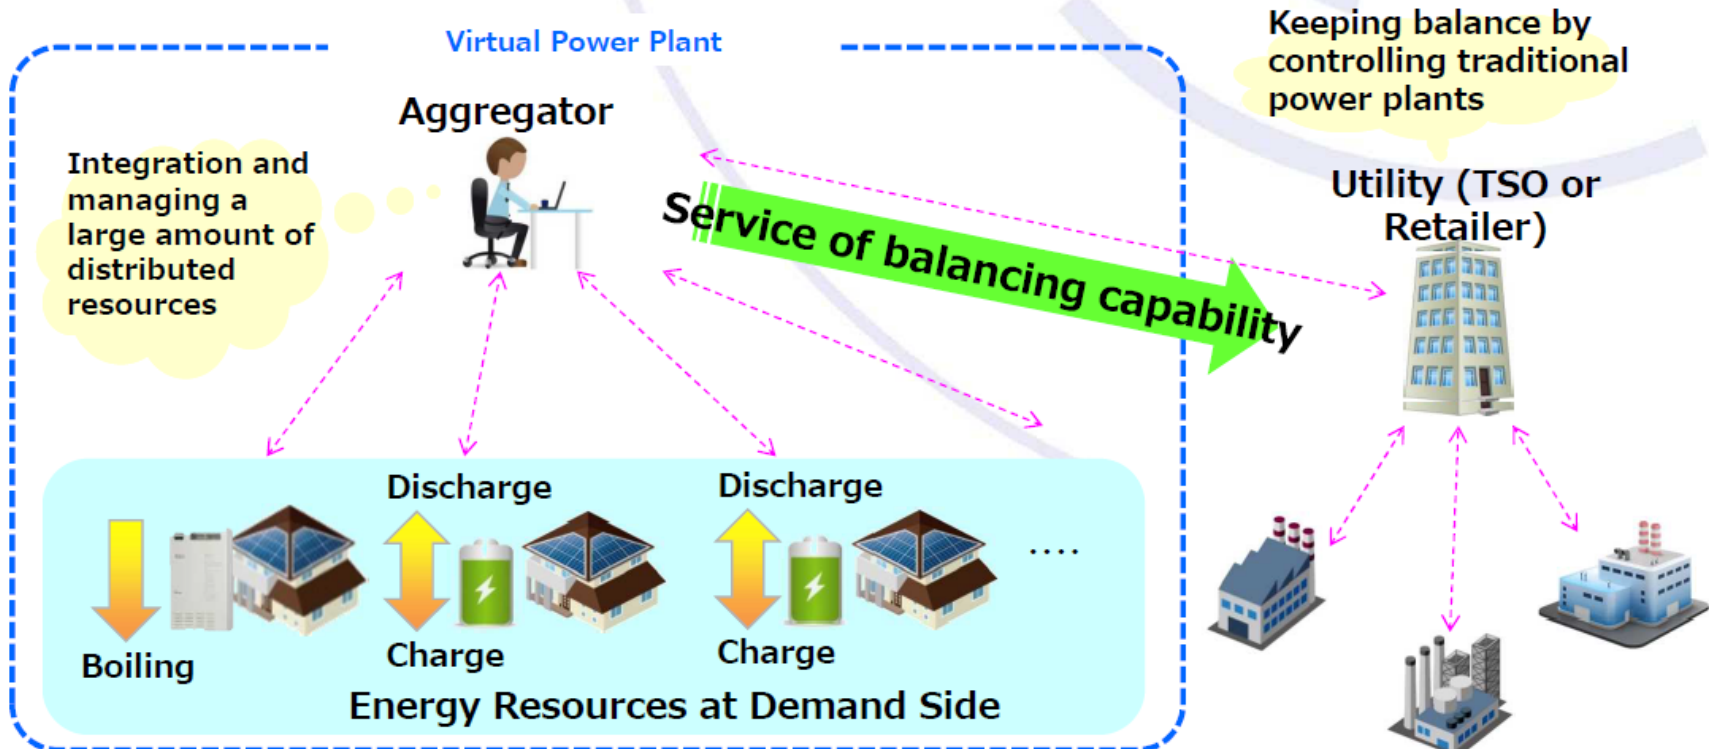 Virtual Power Plant
Keeping balance by
controlling traditional
power plants
Aggregator
Integration and
managing a
large amount of
distributed
resources
Utility (TSO or
Retailer)
Service of balancing capability
Discharge
Discharge
....
Boiling
Charge
Charge
Energy Resources at Demand Side